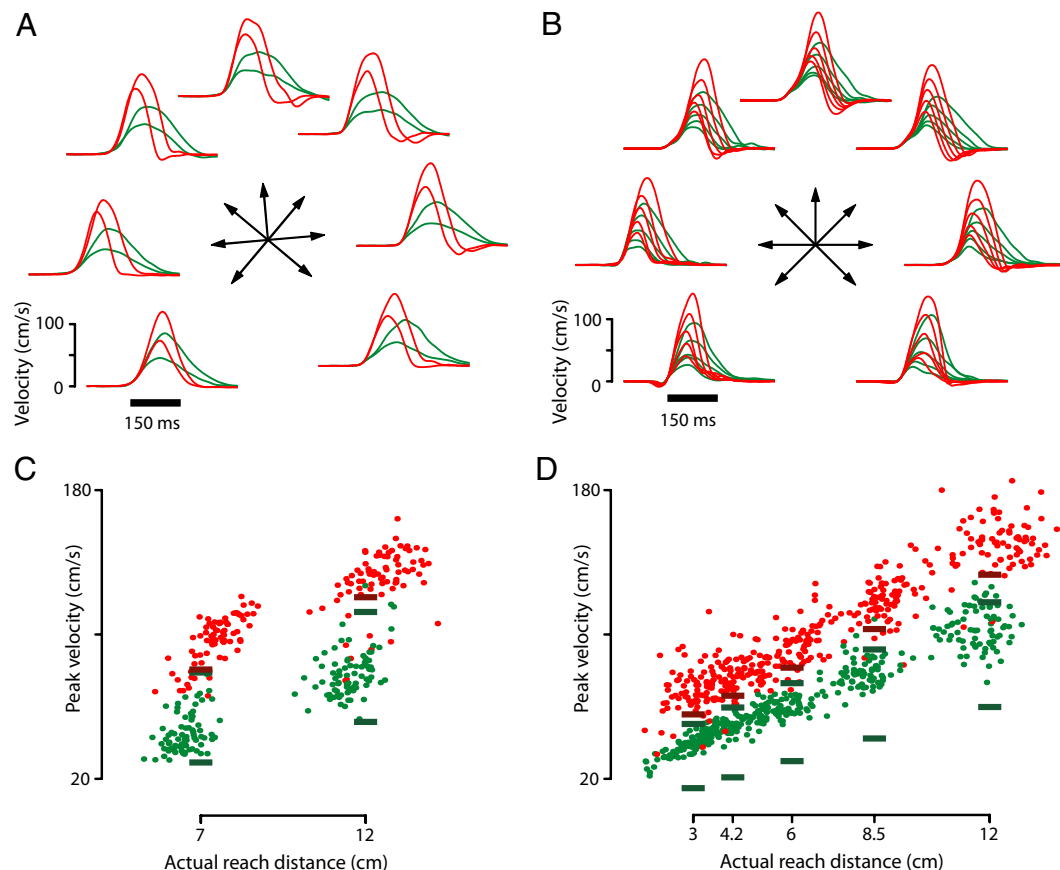 A
B
Velocity (cm/s)
100
0
150 ms
Velocity (cm/s)
100
0
150 ms
C
D
Peak velocity (cm/s)
180
20
7
12
Actual reach distance (cm)
Peak velocity (cm/s)
180
20
3
4.2
6
8.5
12
Actual reach distance (cm)